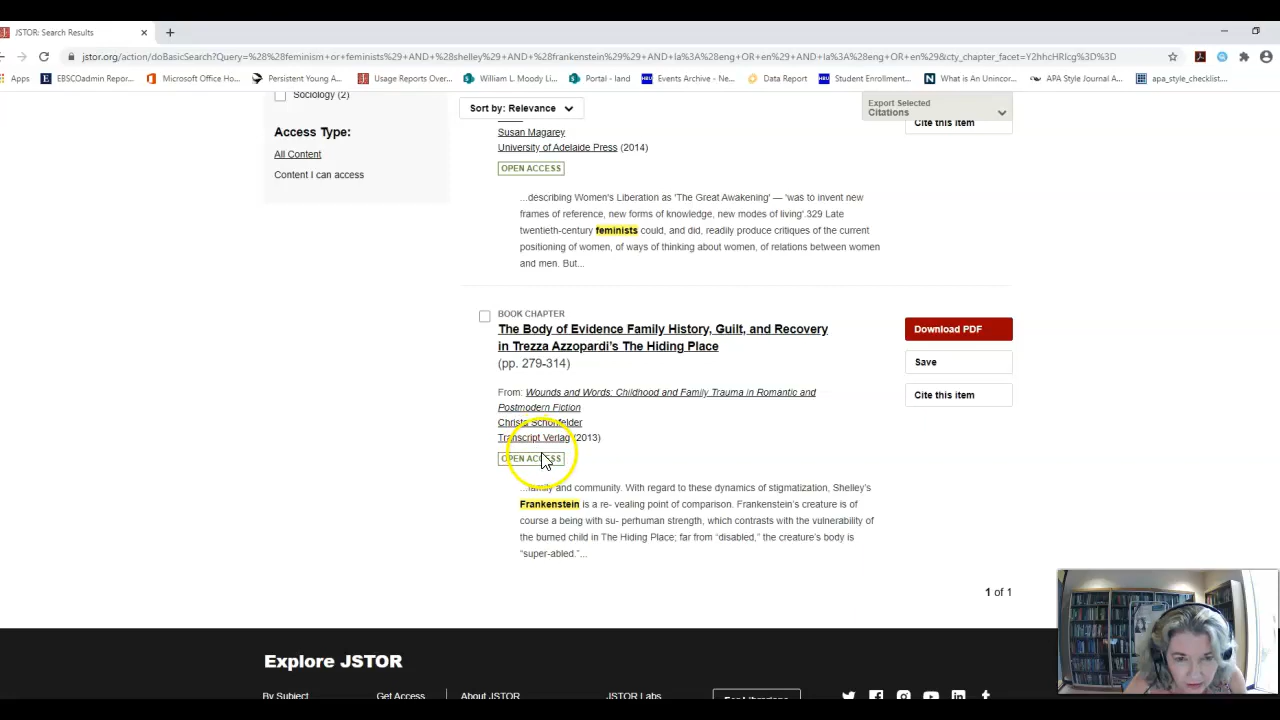 JSTOR: Search Results
jstor.org/action/doBasicSearch?Query=%28%28feminism+or+feminists%29+AND+shelley+AND+%28frankenstein%29%29+AND+la%3A%28eng+OR+en%29+AND+la%3A%28eng+OR+en%29&cty_chapter_facet=Y2hhcHRlcg%3D%3D
Apps EBSCOadmin Repor... Microsoft Office Ho... Persistent Young A... Usage Reports Over... William L. Moody Li... Portal - land Events Archive - Ne... Data Report Student Enrollment... What is An Unincor... APA Style Journal A... apa_style_checklist....
Sociology (2)
Access Type:
All Content
Content I can access
Sort by: Relevance
Export Selected
Citations
Cite this item
Susan Magarey
University of Adelaide Press (2014)
OPEN ACCESS
...describing Women's Liberation as 'The Great Awakening' — 'was to invent new
frames of reference, new forms of knowledge, new modes of living'.329 Late
twentieth-century feminists could, and did, readily produce critiques of the current
positioning of women, of ways of thinking about women, of relations between women
and men. But...
BOOK CHAPTER
The Body of Evidence Family History, Guilt, and Recovery
in Trezza Azzopardi's The Hiding Place
(pp. 279-314)
From: Wounds and Words: Childhood and Family Trauma in Romantic and
Postmodern Fiction
Christa Schönfelder
Transcript Verlag (2013)
OPEN ACCESS
...family and community. With regard to these dynamics of stigmatization, Shelley's
Frankenstein is a re- vealing point of comparison. Frankenstein's creature is of
course a being with su- perhuman strength, which contrasts with the vulnerability of
the burned child in The Hiding Place; far from "disabled," the creature's body is
"super-abled."...
Download PDF
Save
Cite this item
1 of 1
Explore JSTOR
By Subject
Get Access
About JSTOR
JSTOR Labs
For Librarians